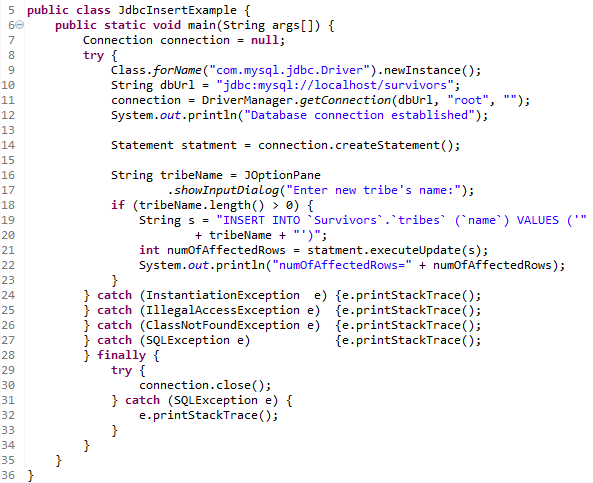 5 public class JdbcInsertExample {
6     public static void main(String args[]) {
7         Connection connection = null;
8         try {
9             Class.forName("com.mysql.jdbc.Driver").newInstance();
10             String dbUrl = "jdbc:mysql://localhost/survivors";
11             connection = DriverManager.getConnection(dbUrl, "root", "");
12             System.out.println("Database connection established");
13
14             Statement statment = connection.createStatement();
15
16             String tribeName = JOptionPane
17                     .showInputDialog("Enter new tribe's name:");
18             if (tribeName.length() > 0) {
19                 String s = "INSERT INTO `Survivors`.`tribes` (`name`) VALUES ('"
20                         + tribeName + "')";
21                 int numOfAffectedRows = statment.executeUpdate(s);
22                 System.out.println("numOfAffectedRows=" + numOfAffectedRows);
23             }
24         } catch (InstantiationException  e) {e.printStackTrace();
25         } catch (IllegalAccessException e)  {e.printStackTrace();
26         } catch (ClassNotFoundException e)  {e.printStackTrace();
27         } catch (SQLException e)            {e.printStackTrace();
28         } finally {
29             try {
30                 connection.close();
31             } catch (SQLException e) {
32                 e.printStackTrace();
33             }
34         }
35     }
36 }